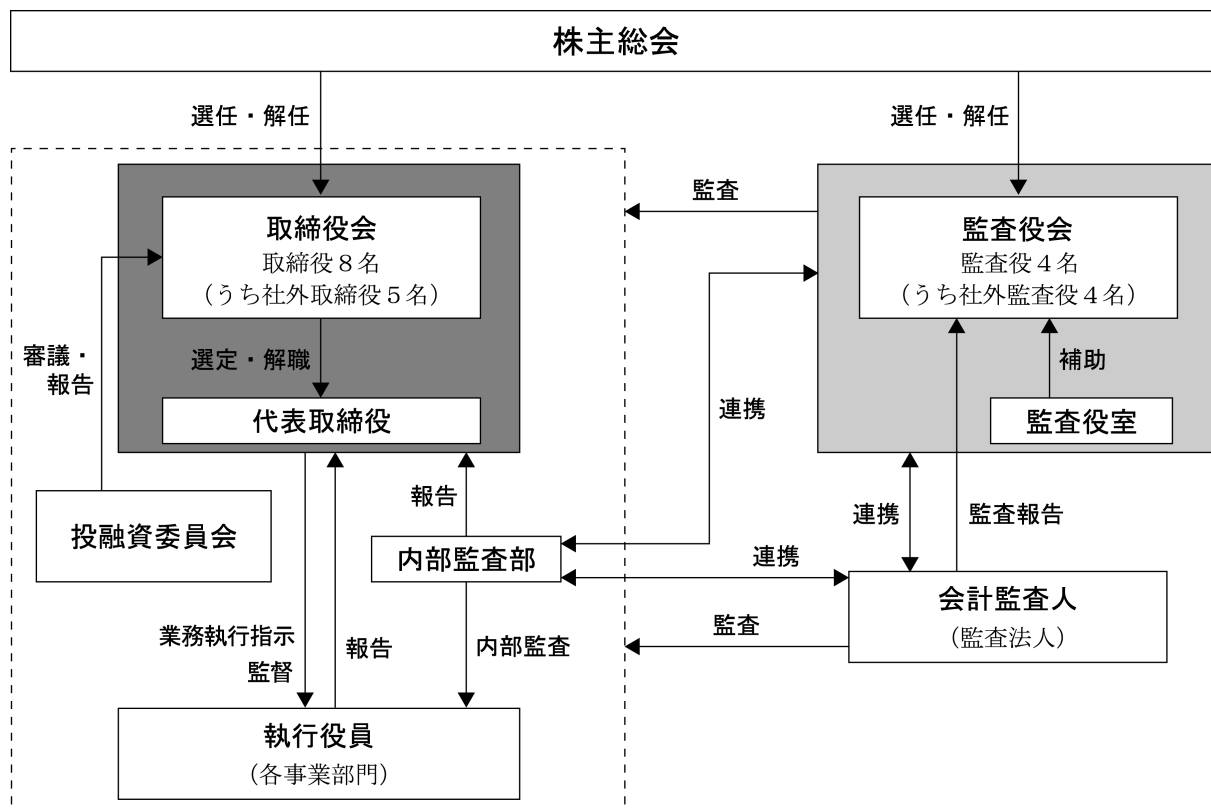 株主総会
選任・解任
選任・解任
取締役会
取締役8名
（うち社外取締役5名）
監査
監査役会
監査役4名
（うち社外監査役4名）
審議・
報告
選定・解職
代表取締役
連携
補助
監査役室
報告
投融資委員会
内部監査部
連携
連携
監査報告
会計監査人
（監査法人）
業務執行指示
監督
報告
内部監査
監査
執行役員
（各事業部門）